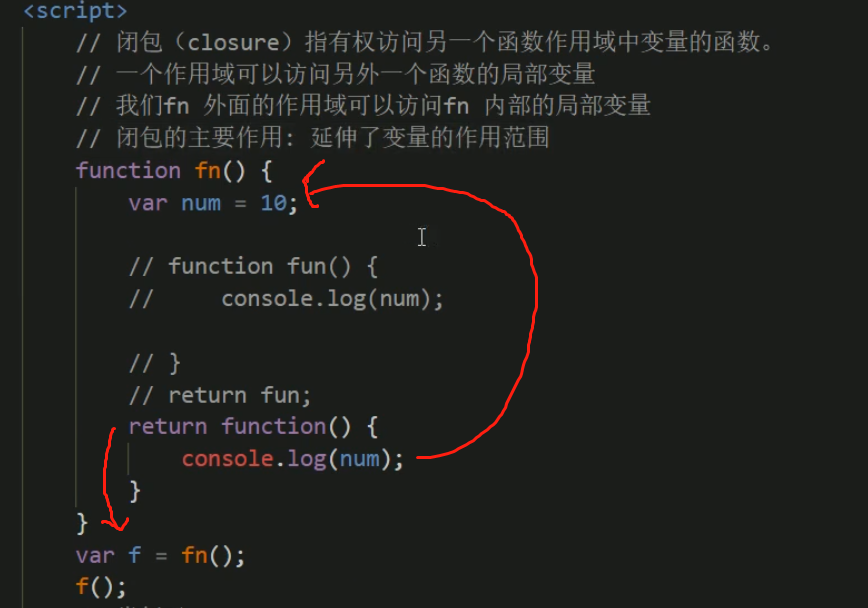 <script>
// 闭包（closure）指有权访问另一个函数作用域中变量的函数。
// 一个作用域可以访问另外一个函数的局部变量
// 我们fn 外面的作用域可以访问fn 内部的局部变量
// 闭包的主要作用: 延伸了变量的作用范围
function fn() {
var num = 10;
// function fun() {
//     console.log(num);
// }
// return fun;
return function() {
console.log(num);
}
}
var f = fn();
f();